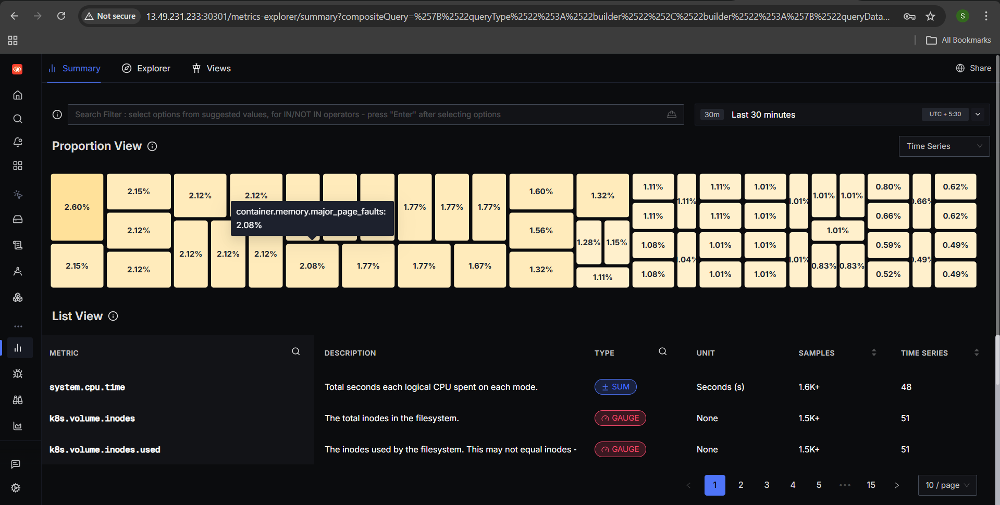 Not secure
13.49.231.233:30301/metrics-explorer/summary?compositeQuery=%257B%2522queryType%2522%253A%2522builder%2522%252C%2522builder%2522%253A%257B%2522queryData...
S
All Bookmarks
Summary
Explorer
Views
Share
Search Filter : select options from suggested values, for IN/NOT IN operators - press "Enter" after selecting options
30m Last 30 minutes
UTC + 5:30
Proportion View
Time Series
2.60%
2.15%
2.15%
2.12%
2.12%
2.12%
2.12%
2.12%
2.12%
2.12%
container.memory.major_page_faults:
2.08%
2.08%
1.77%
1.77%
1.77%
1.77%
1.77%
1.67%
1.60%
1.56%
1.32%
1.32%
1.28%
1.15%
1.11%
1.11%
1.11%
1.08%
1.08%
1.11%
.04%
1.11%
1.11%
1.01%
1.01%
1.01%
1.01%
1.01%
1.01%
.01%
.01%
1.01%
1.01%
1.01%
0.83%
0.83%
0.80%
0.66%
0.59%
0.52%
.66%
.49%
0.62%
0.62%
0.49%
0.49%
List View
METRIC DESCRIPTION TYPE UNIT SAMPLES TIME SERIES
system.cpu.time Total seconds each logical CPU spent on each mode. SUM Seconds (s) 1.6K+ 48
k8s.volume.inodes The total inodes in the filesystem. GAUGE None 1.5K+ 51
k8s.volume.inodes.used The inodes used by the filesystem. This may not equal inodes - GAUGE None 1.5K+ 51
1 2 3 4 5 ••• 15 10 / page